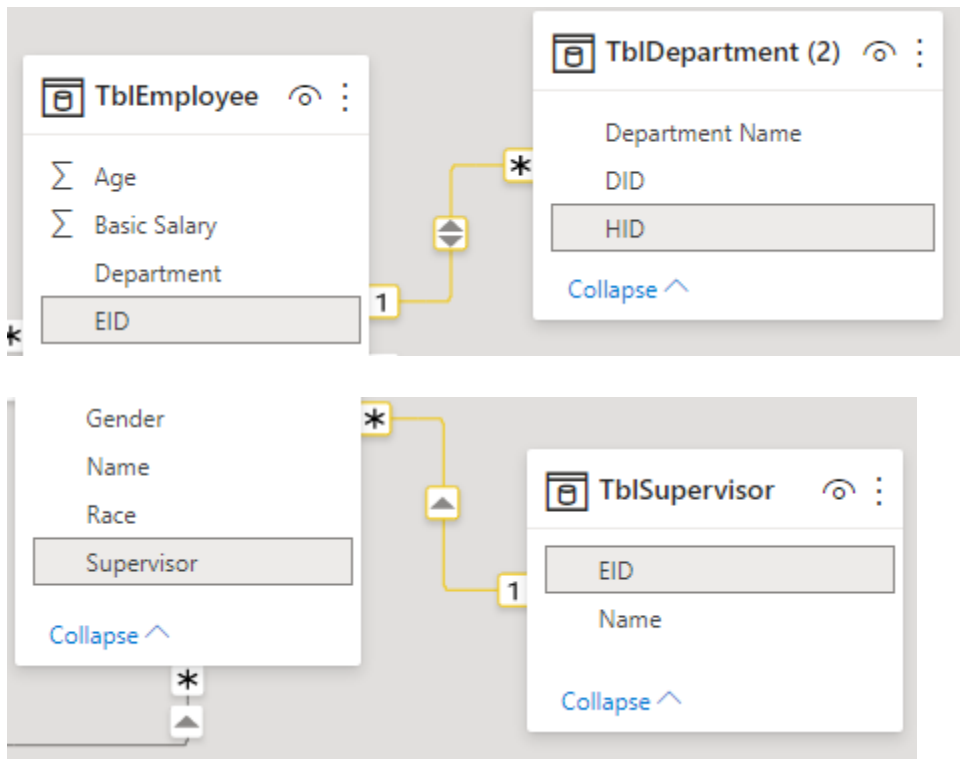 TblEmployee
Σ Age
Σ Basic Salary
Department
EID
*
1
*
TblDepartment (2)
Department Name
DID
HID
Collapse
Gender
Name
Race
Supervisor
Collapse
*
*
1
TblSupervisor
EID
Name
Collapse